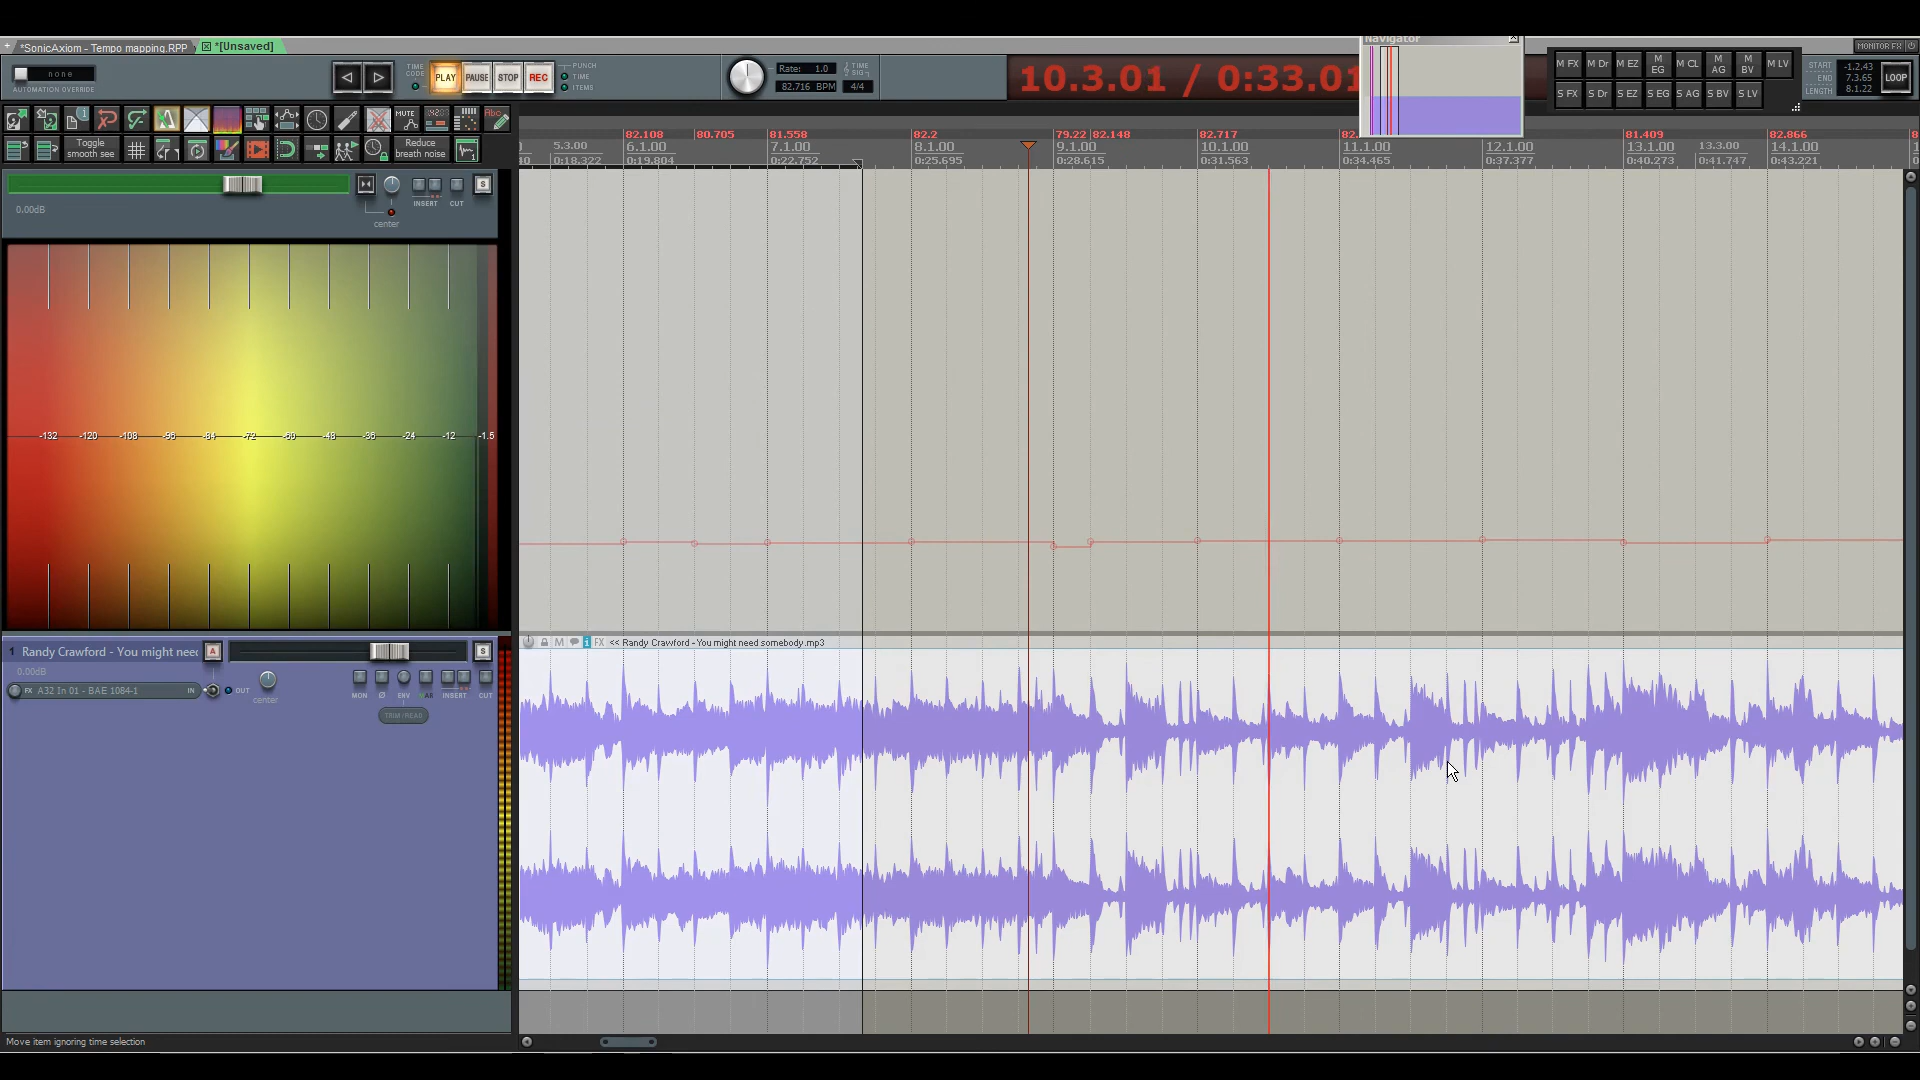 *SonicAxiom - Tempo mapping.RPP
*[Unsaved]
Navigator
MONITOR FX
none
AUTOMATION OVERRIDE
TIME CODE
PLAY
PAUSE
STOP
REC
PUNCH
TIME
ITEMS
Rate: 1.0
82.716 BPM
TIME SIG
4/4
10.3.01 / 0:33.01
M FX M Dr M EZ M EG M CL M AG M BV M LV
S FX S Dr S EZ S EG S AG S BV S LV
START -1.2.43
END 7.3.65
LENGTH 8.1.22
LOOP
MUTE
Toggle smooth see
Reduce breath noise
82.108 80.705 81.558 82.2 79.22 82.148 82.717 82. 81.409 82.866 8
5.3.00 6.1.00 7.1.00 8.1.00 9.1.00 10.1.00 11.1.00 12.1.00 13.1.00 13.3.00 14.1.00
0:18.322 0:19.804 0:22.752 0:25.695 0:28.615 0:31.563 0:34.465 0:37.377 0:40.273 0:41.747 0:43.221
0.00dB
INSERT
CUT
S
center
-132 -120 -108 -96 -84 -72 -60 -48 -36 -24 -12 -1.5
1 Randy Crawford - You might nee
A
S
0.00dB
FX A32 In 01 - BAE 1084-1 IN
OUT
center
MON Ø ENV INSERT CUT
TRIM/READ
M
i FX << Randy Crawford - You might need somebody.mp3
Move item ignoring time selection